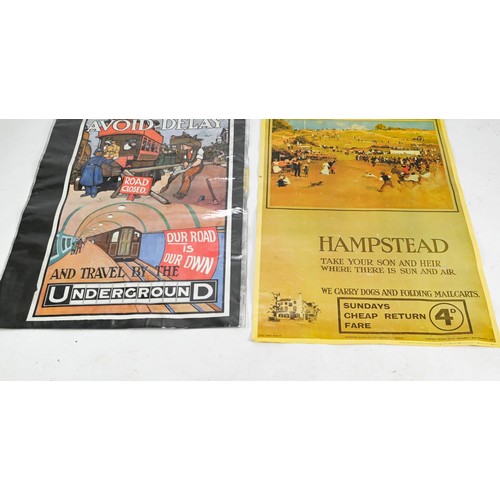 AVOID DELAY
ROAD
CLOSED
OUR ROAD
IS
OUR OWN
AND TRAVEL BY THE
UNDERGROUND
HAMPSTEAD
TAKE YOUR SON AND HEIR
WHERE THERE IS SUN AND AIR.
WE CARRY DOGS AND FOLDING MAILCARTS.
SUNDAYS
CHEAP RETURN
FARE
4D